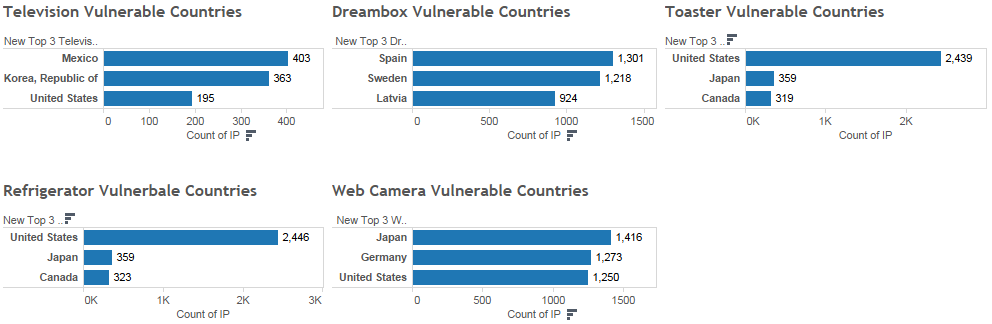 Television Vulnerable Countries
New Top 3 Televis..
Mexico 403
Korea, Republic of 363
United States 195
0 100 200 300 400
Count of IP
Dreambox Vulnerable Countries
New Top 3 Dr..
Spain 1,301
Sweden 1,218
Latvia 924
0 500 1000 1500
Count of IP
Toaster Vulnerable Countries
New Top 3 ..
United States 2,439
Japan 359
Canada 319
0K 1K 2K
Count of IP
Refrigerator Vulnerbale Countries
New Top 3 ..
United States 2,446
Japan 359
Canada 323
0K 1K 2K 3K
Count of IP
Web Camera Vulnerable Countries
New Top 3 W..
Japan 1,416
Germany 1,273
United States 1,250
0 500 1000 1500
Count of IP